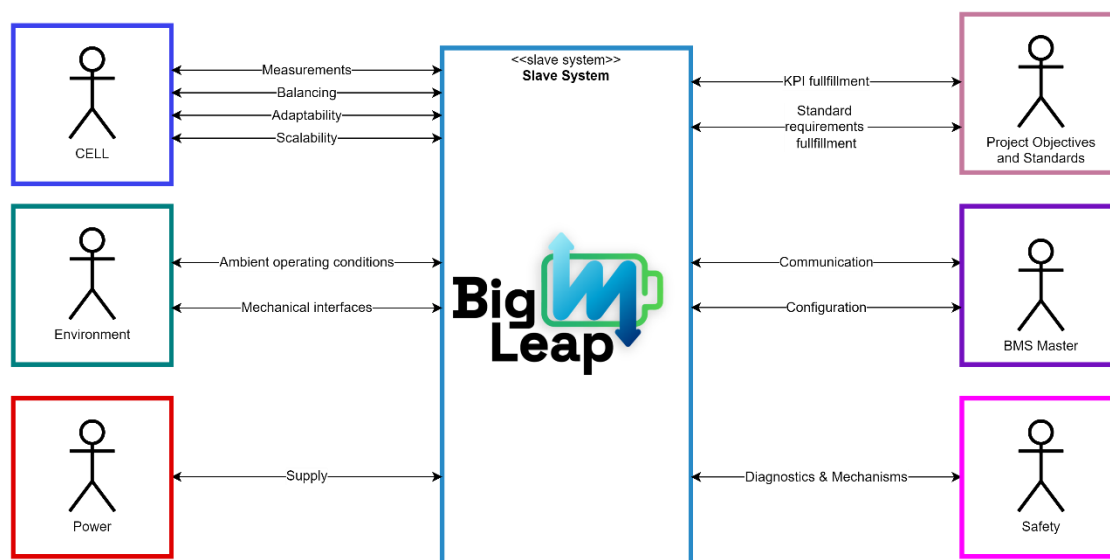 <<slave system>>
Slave System
Measurements
Balancing
Adaptability
Scalability
CELL
KPI fullfillment
Standard
requirements
fullfillment
Project Objectives
and Standards
Ambient operating conditions
Mechanical interfaces
Environment
Big
Leap
Communication
Configuration
BMS Master
Supply
Power
Diagnostics & Mechanisms
Safety